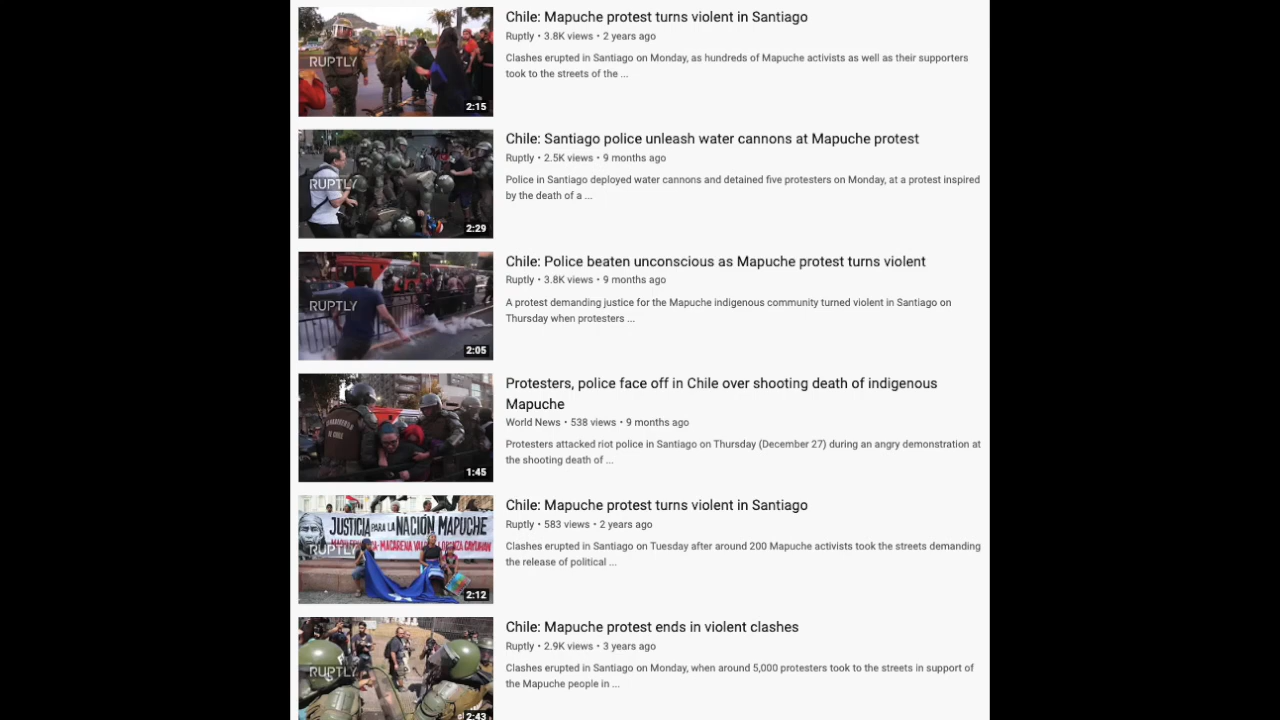 Chile: Mapuche protest turns violent in Santiago
Ruptly • 3.8K views • 2 years ago
Clashes erupted in Santiago on Monday, as hundreds of Mapuche activists as well as their supporters
took to the streets of the ...
RUPTLY
2:15
Chile: Santiago police unleash water cannons at Mapuche protest
Ruptly • 2.5K views • 9 months ago
Police in Santiago deployed water cannons and detained five protesters on Monday, at a protest inspired
by the death of a ...
RUPTLY
2:29
Chile: Police beaten unconscious as Mapuche protest turns violent
Ruptly • 3.8K views • 9 months ago
A protest demanding justice for the Mapuche indigenous community turned violent in Santiago on
Thursday when protesters ...
RUPTLY
2:05
Protesters, police face off in Chile over shooting death of indigenous
Mapuche
World News • 538 views • 9 months ago
Protesters attacked riot police in Santiago on Thursday (December 27) during an angry demonstration at
the shooting death of ...
DE CHILE
1:45
Chile: Mapuche protest turns violent in Santiago
Ruptly • 583 views • 2 years ago
Clashes erupted in Santiago on Tuesday after around 200 Mapuche activists took the streets demanding
the release of political ...
JUSTICIA PARA LA NACIÓN MAPUCHE
MACARENA
RUPTLY
2:12
Chile: Mapuche protest ends in violent clashes
Ruptly • 2.9K views • 3 years ago
Clashes erupted in Santiago on Monday, when around 5,000 protesters took to the streets in support of
the Mapuche people in ...
RUPTLY
2:43